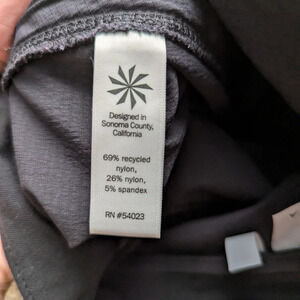 Designed in
Sonoma County,
California
69% recycled
nylon,
26% nylon,
5% spandex
RN #54023